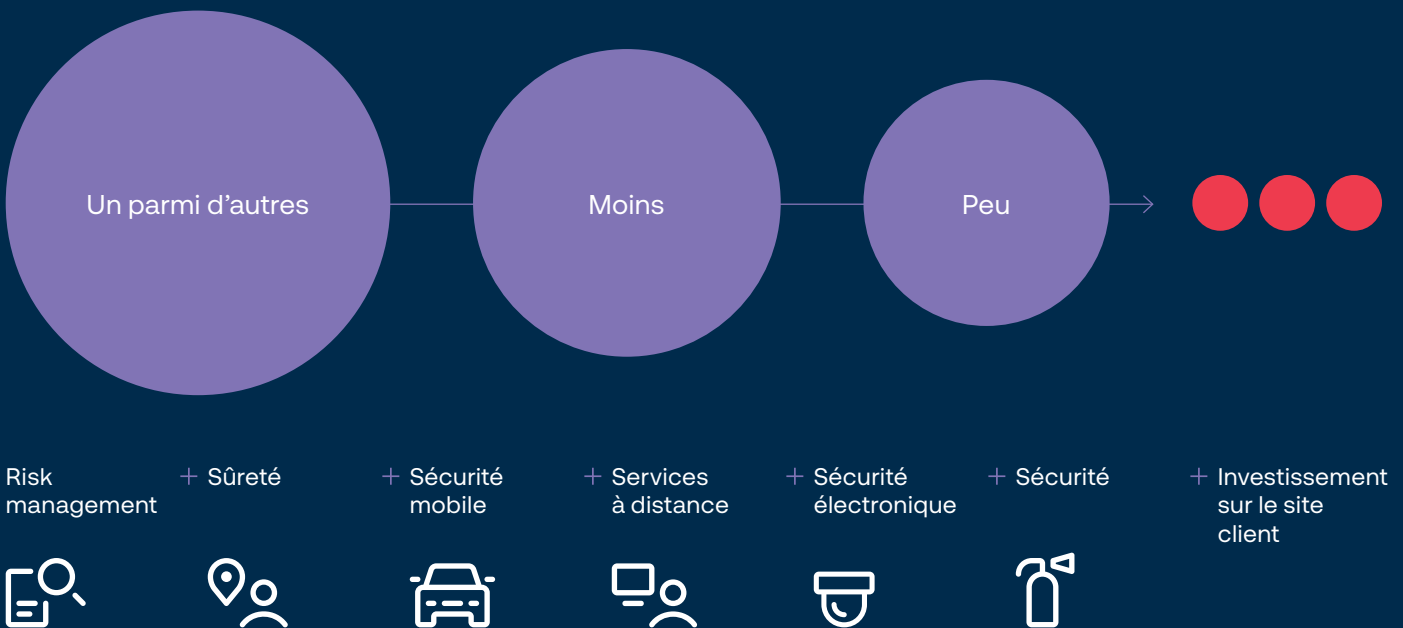 Un parmi d’autres
Moins
Peu
Risk
management
+ Sûreté
+ Sécurité
mobile
+ Services
à distance
+ Sécurité
électronique
+ Sécurité
+ Investissement
sur le site
client